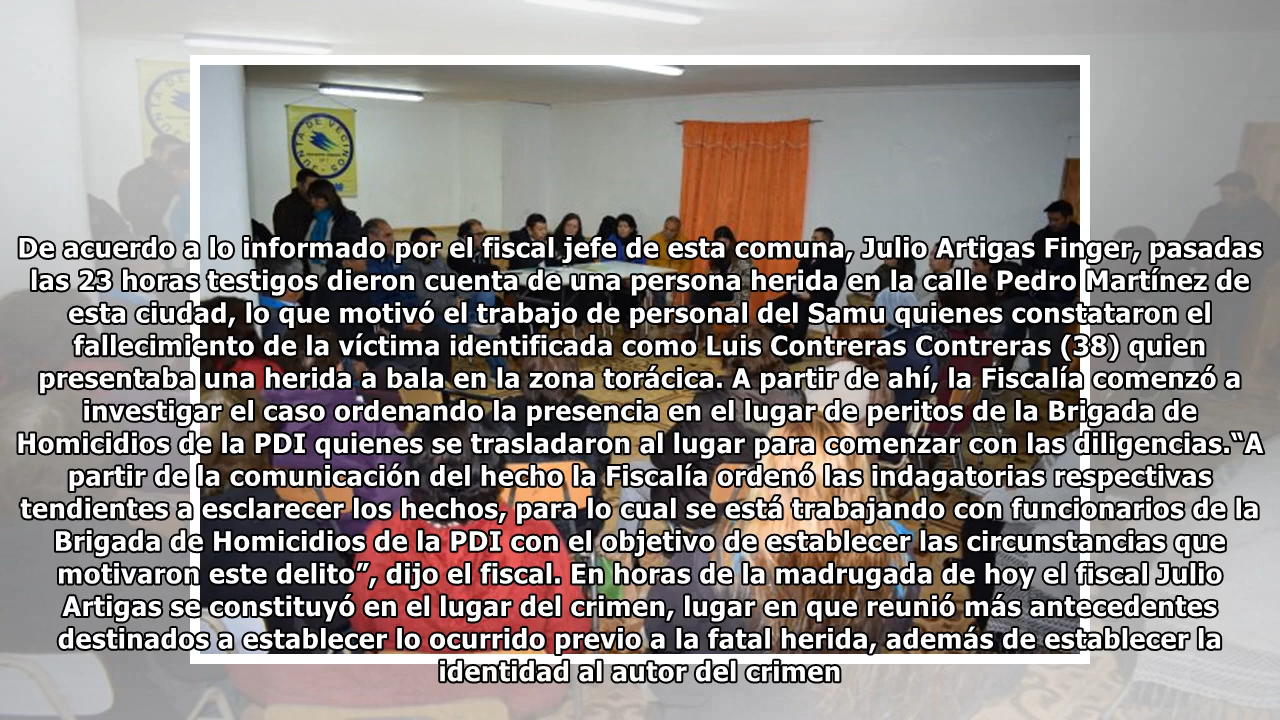 JUNTA DE VECINOS
De acuerdo a lo informado por el fiscal jefe de esta comuna, Julio Artigas Finger, pasadas
las 23 horas testigos dieron cuenta de una persona herida en la calle Pedro Martínez de
esta ciudad, lo que motivó el trabajo de personal del Samu quienes constataron el
fallecimiento de la víctima identificada como Luis Contreras Contreras (38) quien
presentaba una herida a bala en la zona torácica. A partir de ahí, la Fiscalía comenzó a
investigar el caso ordenando la presencia en el lugar de peritos de la Brigada de
Homicidios de la PDI quienes se trasladaron al lugar para comenzar con las diligencias.“A
partir de la comunicación del hecho la Fiscalía ordenó las indagatorias respectivas
tendientes a esclarecer los hechos, para lo cual se está trabajando con funcionarios de la
Brigada de Homicidios de la PDI con el objetivo de establecer las circunstancias que
motivaron este delito”, dijo el fiscal. En horas de la madrugada de hoy el fiscal Julio
Artigas se constituyó en el lugar del crimen, lugar en que reunió más antecedentes
destinados a establecer lo ocurrido previo a la fatal herida, además de establecer la
identidad al autor del crimen